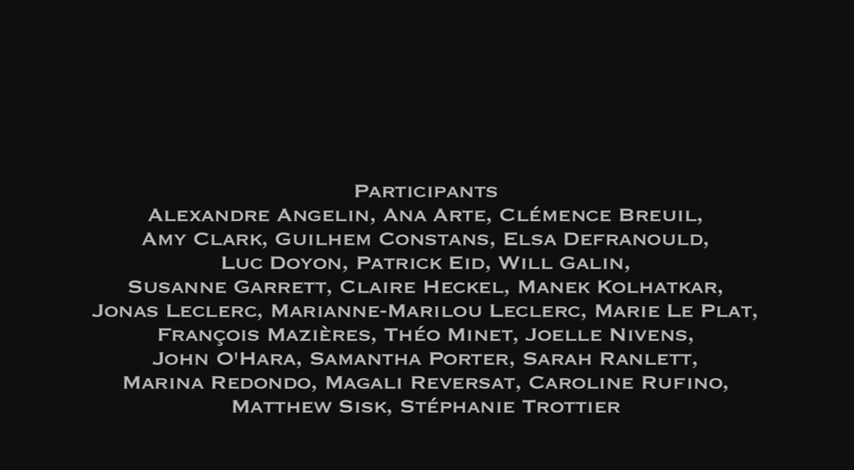 Participants
Alexandre Angelin, Ana Arte, Clémence Breuil,
Amy Clark, Guilhem Constans, Elsa Defranould,
Luc Doyon, Patrick Eid, Will Galin,
Susanne Garrett, Claire Heckel, Manek Kolhatkar,
Jonas Leclerc, Marianne-Marilou Leclerc, Marie Le Plat,
François Mazières, Théo Minet, Joelle Nivens,
John O'Hara, Samantha Porter, Sarah Ranlett,
Marina Redondo, Magali Reversat, Caroline Rufino,
Matthew Sisk, Stéphanie Trottier